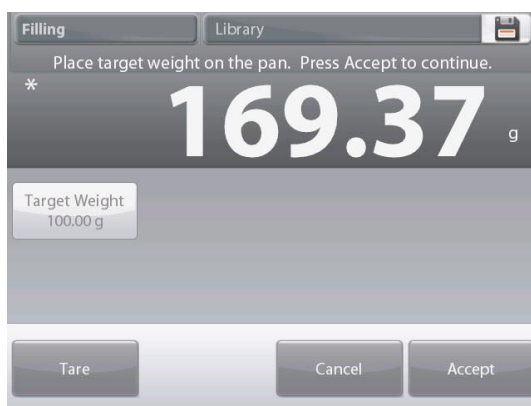 Filling Library
Place target weight on the pan. Press Accept to continue.
*
169.37 g
Target Weight
100.00 g
Tare Cancel Accept